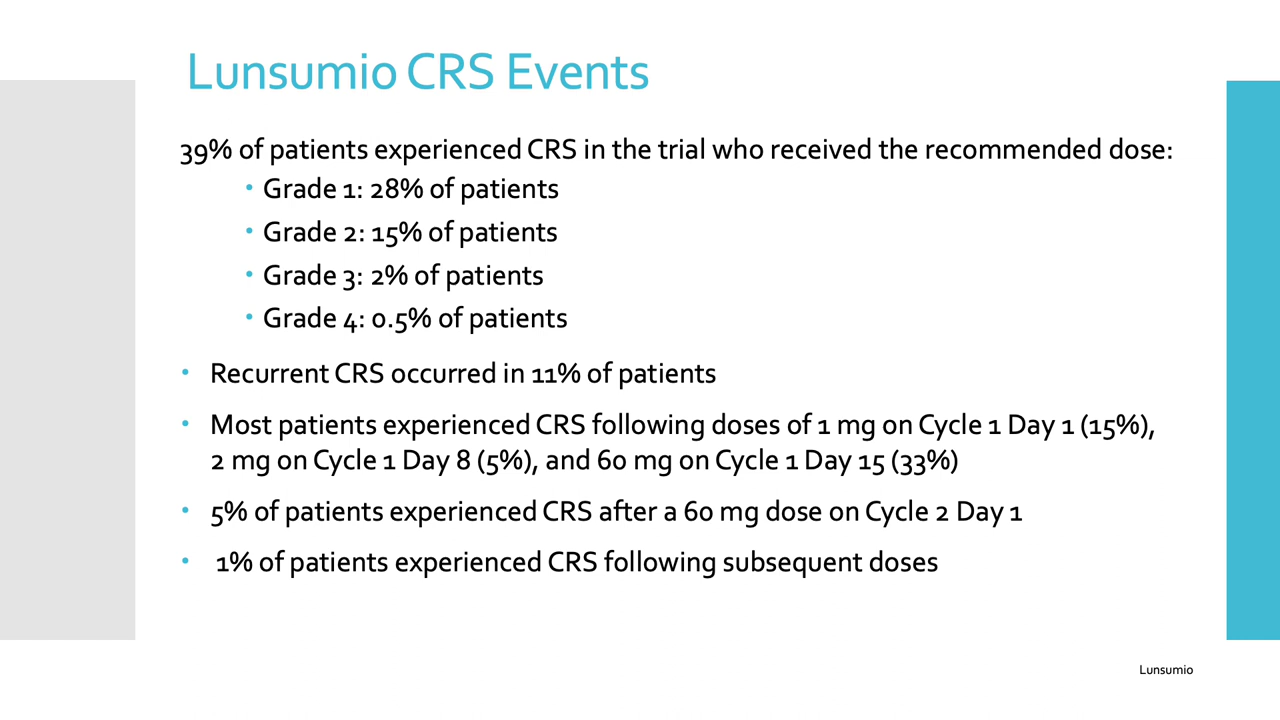 Lunsumio CRS Events
39% of patients experienced CRS in the trial who received the recommended dose:
• Grade 1: 28% of patients
• Grade 2: 15% of patients
• Grade 3: 2% of patients
• Grade 4: 0.5% of patients
• Recurrent CRS occurred in 11% of patients
• Most patients experienced CRS following doses of 1 mg on Cycle 1 Day 1 (15%),
2 mg on Cycle 1 Day 8 (5%), and 60 mg on Cycle 1 Day 15 (33%)
• 5% of patients experienced CRS after a 60 mg dose on Cycle 2 Day 1
• 1% of patients experienced CRS following subsequent doses
Lunsumio